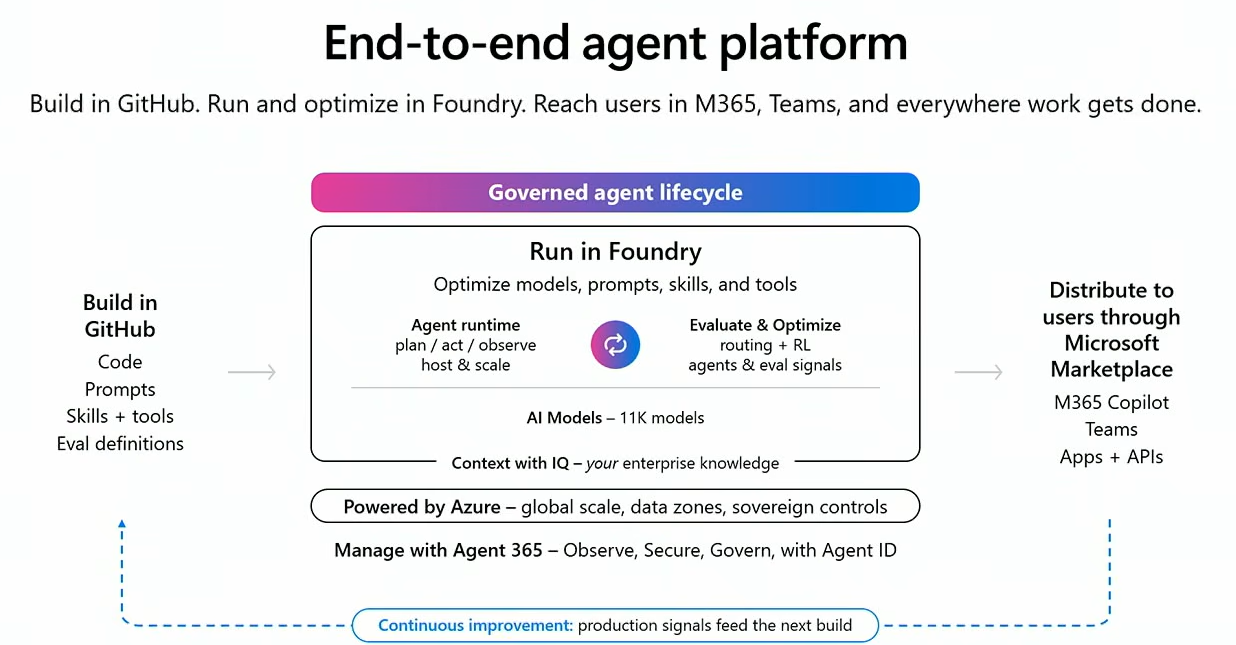 End-to-end agent platform
Build in GitHub. Run and optimize in Foundry. Reach users in M365, Teams, and everywhere work gets done.
Governed agent lifecycle
Build in
GitHub
Code
Prompts
Skills + tools
Eval definitions
Run in Foundry
Optimize models, prompts, skills, and tools
Agent runtime
plan / act / observe
host & scale
Evaluate & Optimize
routing + RL
agents & eval signals
AI Models – 11K models
Context with IQ – your enterprise knowledge
Powered by Azure – global scale, data zones, sovereign controls
Manage with Agent 365 – Observe, Secure, Govern, with Agent ID
Distribute to
users through
Microsoft
Marketplace
M365 Copilot
Teams
Apps + APIs
Continuous improvement: production signals feed the next build